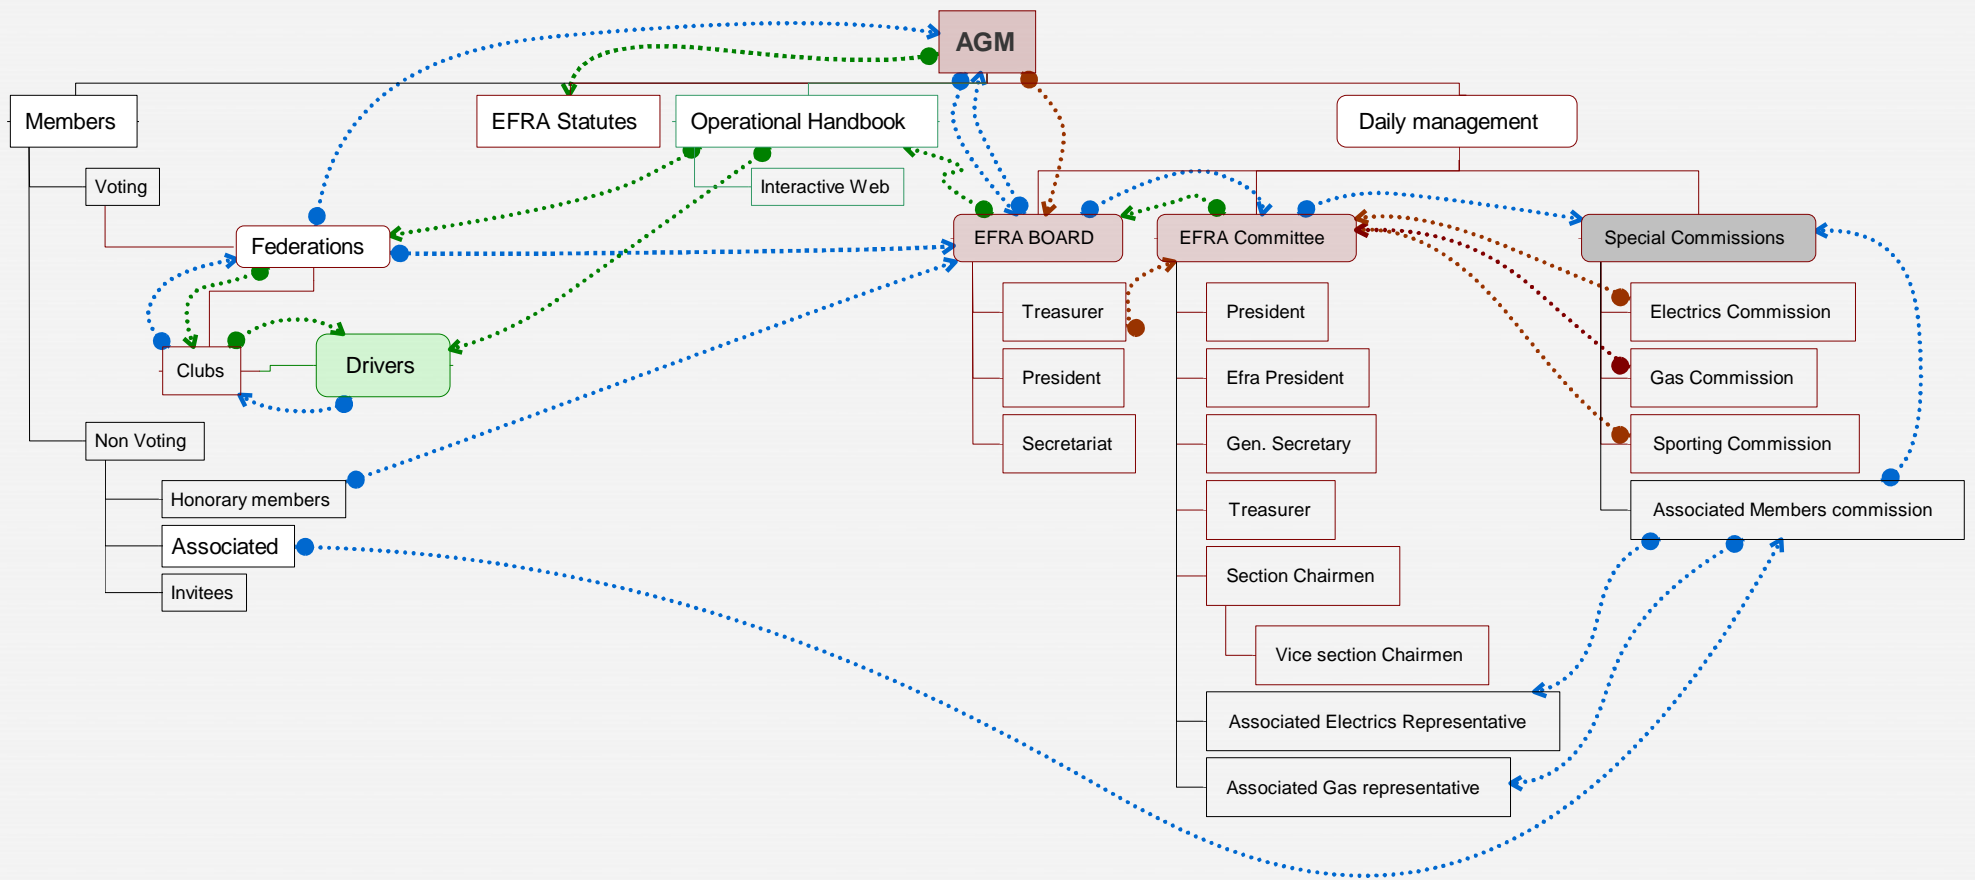 AGM
Members
EFRA Statutes
Operational Handbook
Daily management
Voting
Interactive Web
Federations
EFRA BOARD
EFRA Committee
Special Commissions
Treasurer
President
Electrics Commission
Clubs
Drivers
President
Efra President
Gas Commission
Non Voting
Secretariat
Gen. Secretary
Sporting Commission
Honorary members
Treasurer
Associated Members commission
Associated
Section Chairmen
Invitees
Vice section Chairmen
Associated Electrics Representative
Associated Gas representative